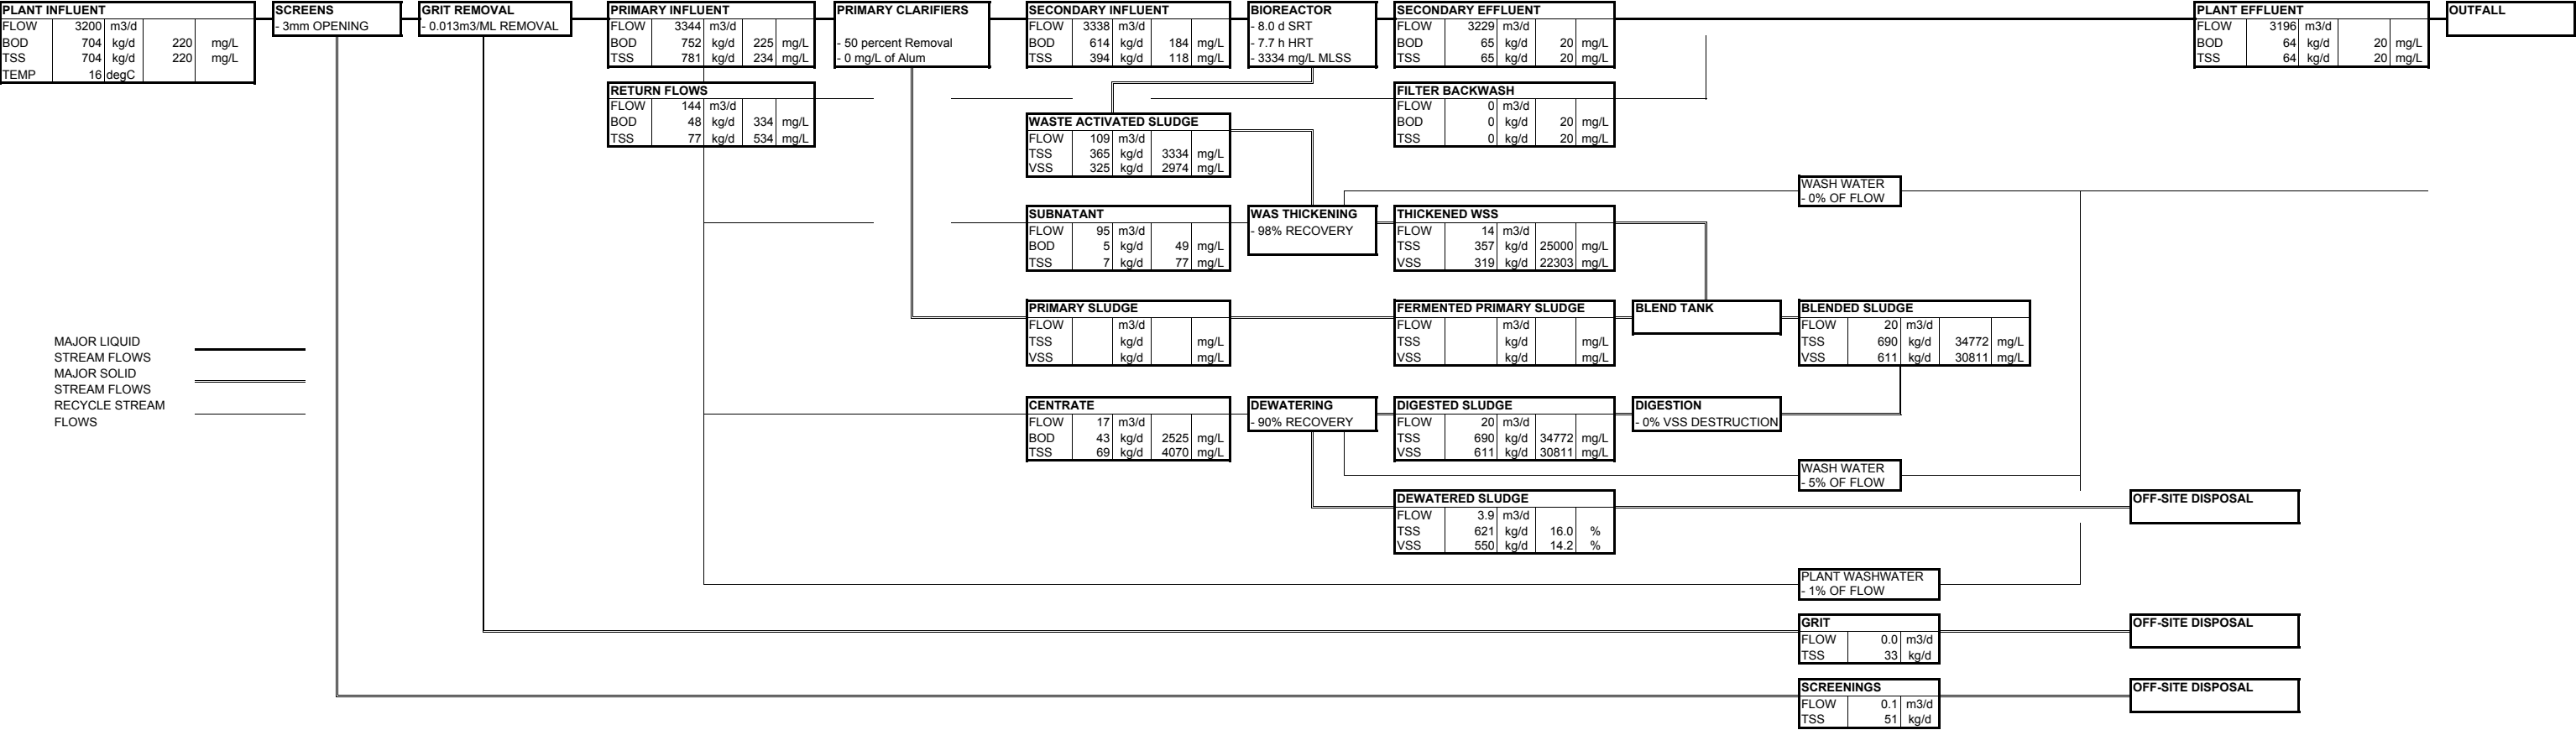 PLANT INFLUENT
FLOW 3200 m3/d
BOD 704 kg/d 220 mg/L
TSS 704 kg/d 220 mg/L
TEMP 16 degC
SCREENS
- 3mm OPENING
GRIT REMOVAL
- 0.013m3/ML REMOVAL
PRIMARY INFLUENT
FLOW 3344 m3/d
BOD 752 kg/d 225 mg/L
TSS 781 kg/d 234 mg/L
PRIMARY CLARIFIERS
- 50 percent Removal
- 0 mg/L of Alum
SECONDARY INFLUENT
FLOW 3338 m3/d
BOD 614 kg/d 184 mg/L
TSS 394 kg/d 118 mg/L
BIOREACTOR
- 8.0 d SRT
- 7.7 h HRT
- 3334 mg/L MLSS
SECONDARY EFFLUENT
FLOW 3229 m3/d
BOD 65 kg/d 20 mg/L
TSS 65 kg/d 20 mg/L
PLANT EFFLUENT
FLOW 3196 m3/d
BOD 64 kg/d 20 mg/L
TSS 64 kg/d 20 mg/L
OUTFALL
RETURN FLOWS
FLOW 144 m3/d
BOD 48 kg/d 334 mg/L
TSS 77 kg/d 534 mg/L
WASTE ACTIVATED SLUDGE
FLOW 109 m3/d
TSS 365 kg/d 3334 mg/L
VSS 325 kg/d 2974 mg/L
FILTER BACKWASH
FLOW 0 m3/d
BOD 0 kg/d 20 mg/L
TSS 0 kg/d 20 mg/L
WASH WATER
- 0% OF FLOW
SUBNATANT
FLOW 95 m3/d
BOD 5 kg/d 49 mg/L
TSS 7 kg/d 77 mg/L
WAS THICKENING
- 98% RECOVERY
THICKENED WSS
FLOW 14 m3/d
TSS 357 kg/d 25000 mg/L
VSS 319 kg/d 22303 mg/L
PRIMARY SLUDGE
FLOW m3/d
TSS kg/d mg/L
VSS kg/d mg/L
FERMENTED PRIMARY SLUDGE
FLOW m3/d
TSS kg/d mg/L
VSS kg/d mg/L
BLEND TANK
BLENDED SLUDGE
FLOW 20 m3/d
TSS 690 kg/d 34772 mg/L
VSS 611 kg/d 30811 mg/L
MAJOR LIQUID
STREAM FLOWS
MAJOR SOLID
STREAM FLOWS
RECYCLE STREAM
FLOWS
CENTRATE
FLOW 17 m3/d
BOD 43 kg/d 2525 mg/L
TSS 69 kg/d 4070 mg/L
DEWATERING
- 90% RECOVERY
DIGESTED SLUDGE
FLOW 20 m3/d
TSS 690 kg/d 34772 mg/L
VSS 611 kg/d 30811 mg/L
DIGESTION
- 0% VSS DESTRUCTION
WASH WATER
- 5% OF FLOW
DEWATERED SLUDGE
FLOW 3.9 m3/d
TSS 621 kg/d 16.0 %
VSS 550 kg/d 14.2 %
OFF-SITE DISPOSAL
PLANT WASHWATER
- 1% OF FLOW
GRIT
FLOW 0.0 m3/d
TSS 33 kg/d
OFF-SITE DISPOSAL
SCREENINGS
FLOW 0.1 m3/d
TSS 51 kg/d
OFF-SITE DISPOSAL